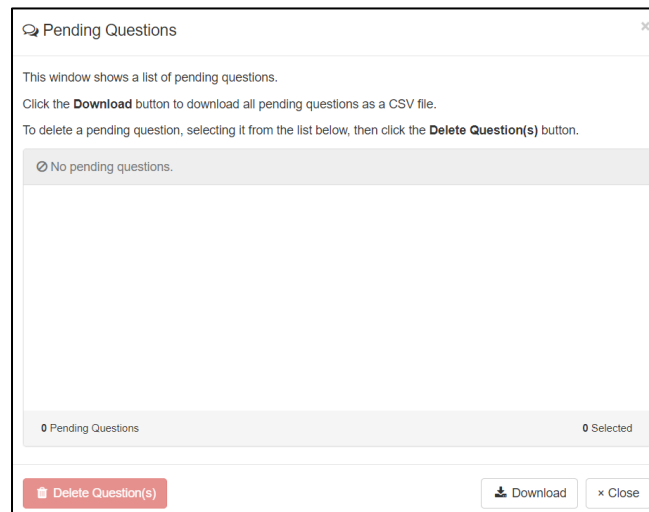 Pending Questions
×
This window shows a list of pending questions.
Click the Download button to download all pending questions as a CSV file.
To delete a pending question, selecting it from the list below, then click the Delete Question(s) button.
No pending questions.
0 Pending Questions 0 Selected
Delete Question(s) Download × Close